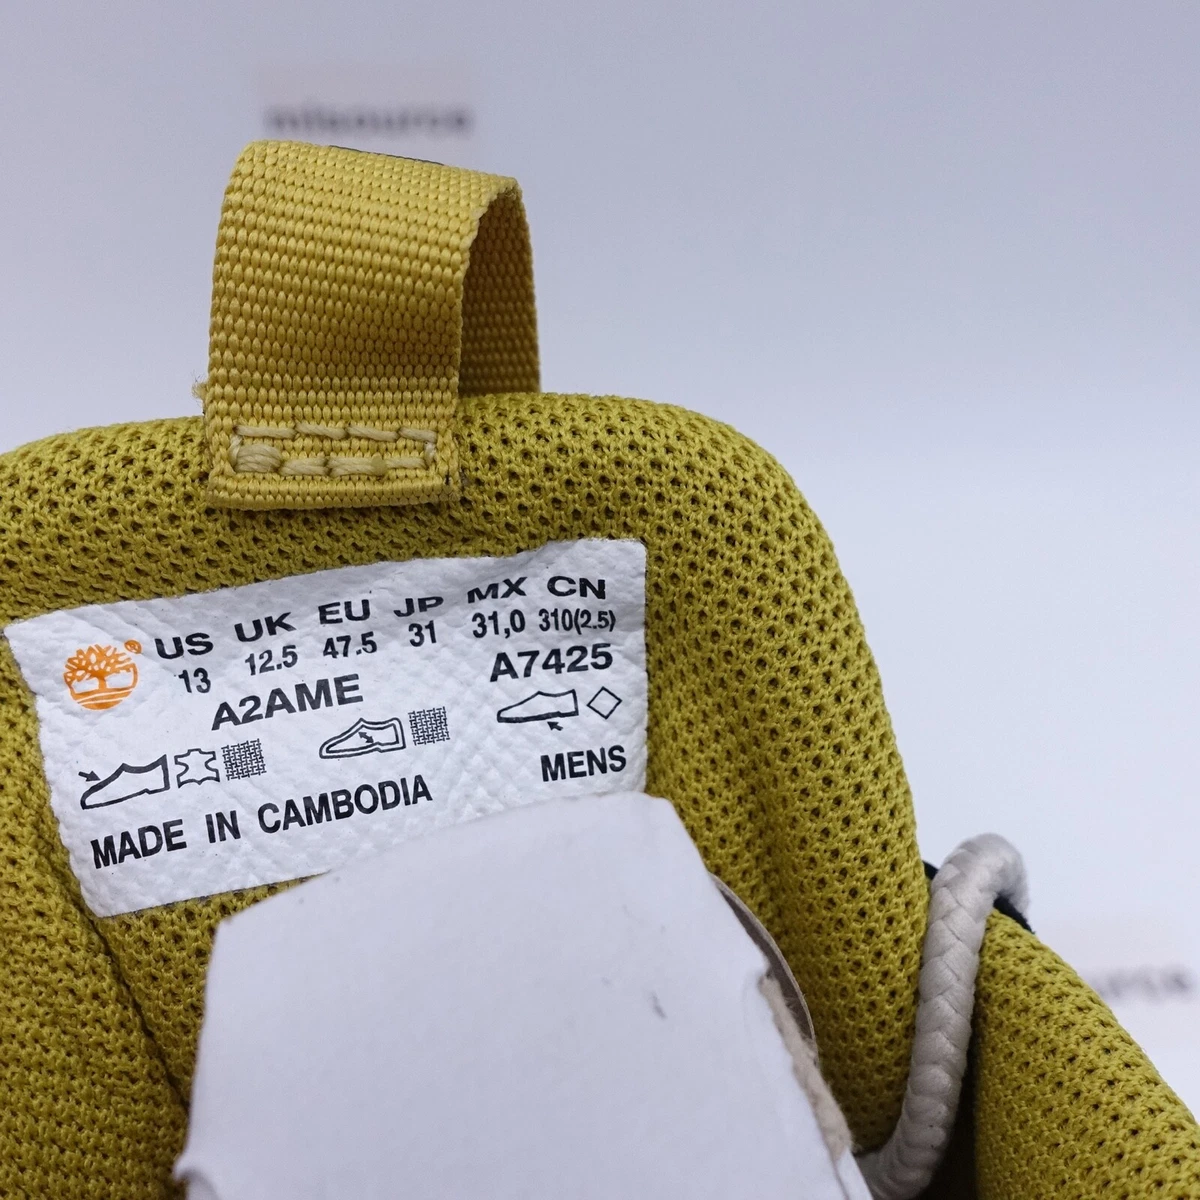 misource
US UK EU JP MX CN
13 12.5 47.5 31 31,0 310(2.5)
A2AME A7425
MENS
MADE IN CAMBODIA